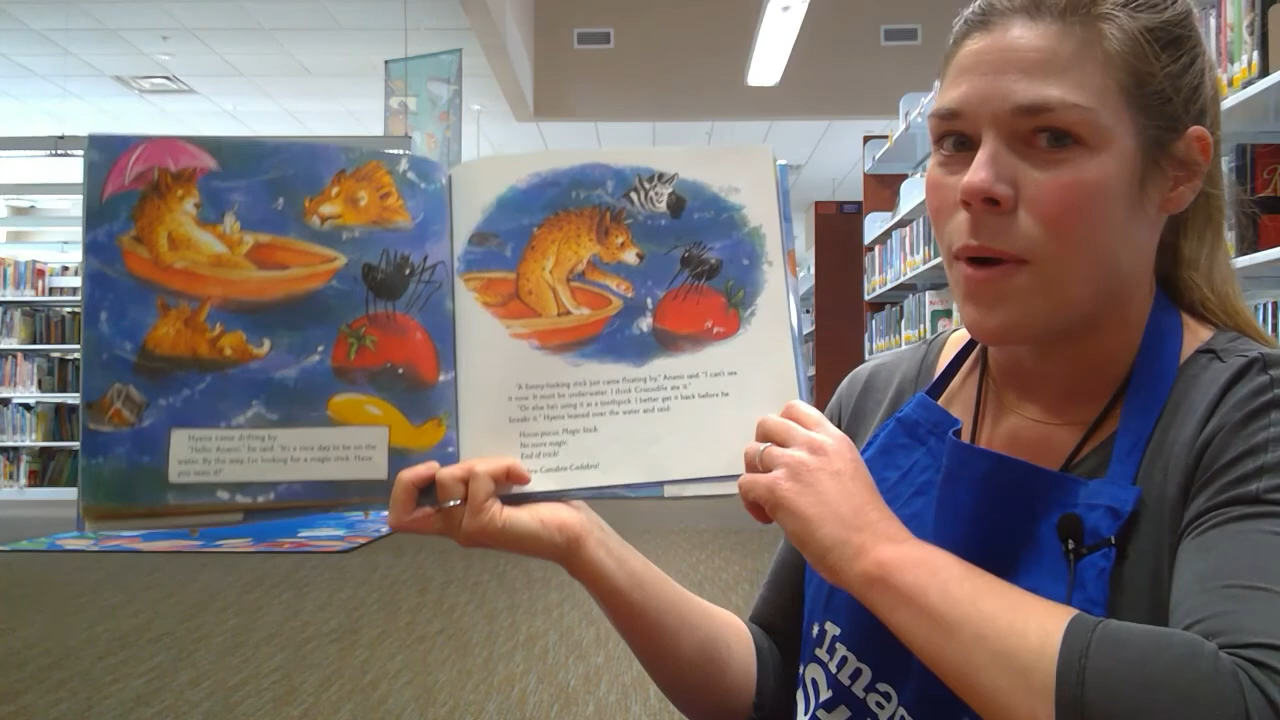 Hyena came drifting by.
"Hello, Anansi," he said. "It's a nice day to be on the
water. By the way, I'm looking for a magic stick. Have
you seen it?"
"A funny-looking stick just came floating by," Anansi said. "I can't see
it now. It must be underwater. I think Crocodile ate it."
"Or else he's using it as a toothpick. I better get it back before he
breaks it." Hyena leaned over the water and said:
Hocus-pocus, Magic Stick.
No more magic.
End of trick!
Canabra-Cadabra!